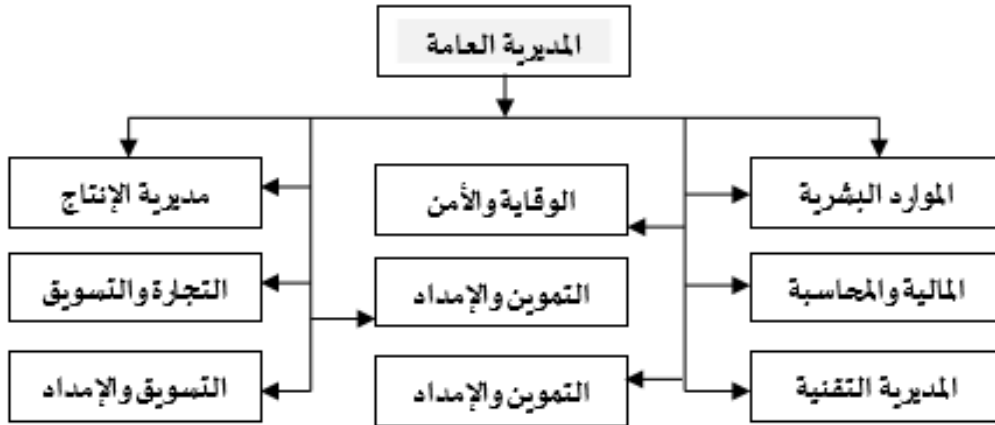 المديرية العامة
الموارد البشرية
الوقاية والأمن
مديرية الإنتاج
المالية والمحاسبة
التموين والإمداد
التجارة والتسويق
المديرية التقنية
التموين والإمداد
التسويق والإمداد